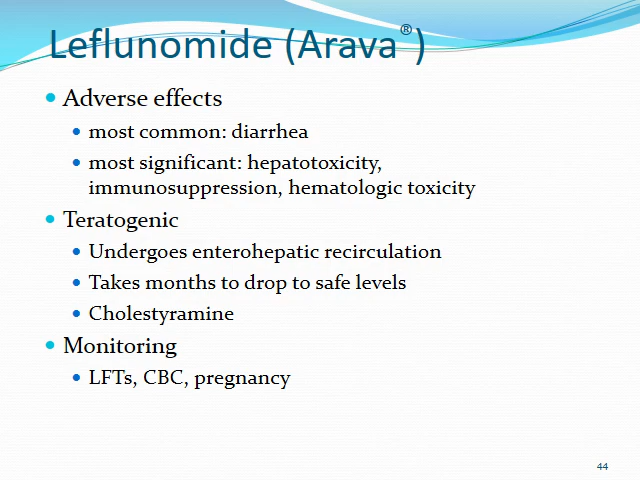 Leflunomide (Arava®)
• Adverse effects
• most common: diarrhea
• most significant: hepatotoxicity,
immunosuppression, hematologic toxicity
• Teratogenic
• Undergoes enterohepatic recirculation
• Takes months to drop to safe levels
• Cholestyramine
• Monitoring
• LFTs, CBC, pregnancy
44